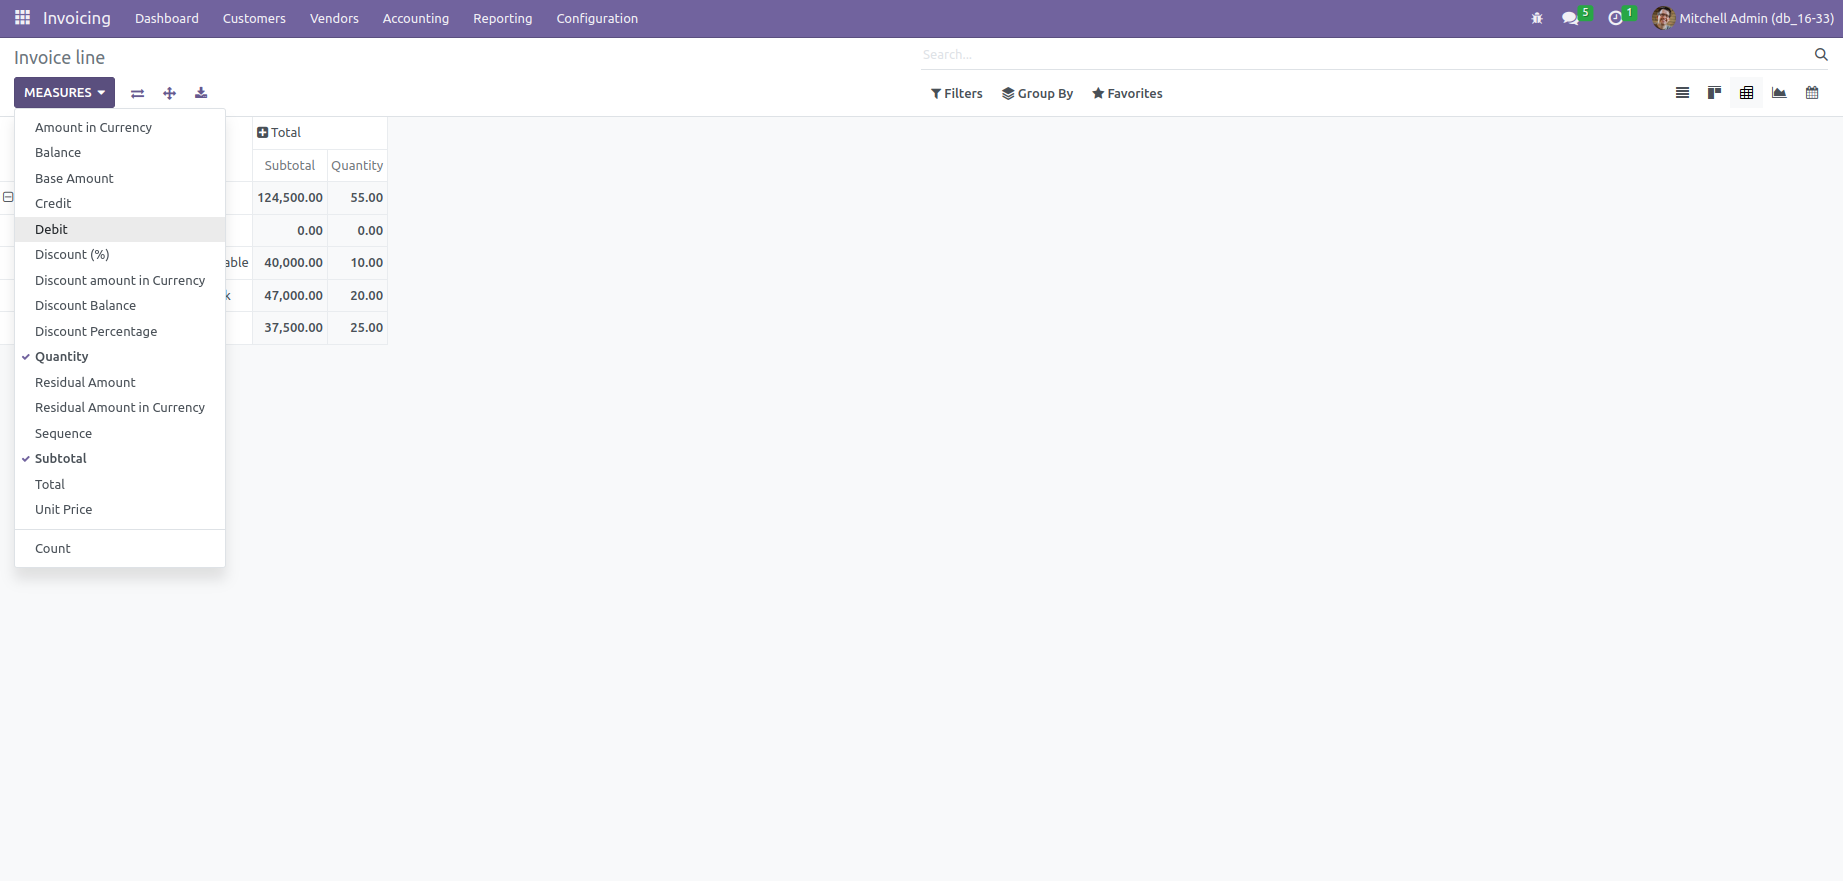 Invoicing Dashboard Customers Vendors Accounting Reporting Configuration 5 1 Mitchell Admin (db_16-33)
Invoice line
Search...
MEASURES
Filters Group By Favorites
Amount in Currency
Balance
Base Amount
Credit
Debit
Discount (%)
Discount amount in Currency
Discount Balance
Discount Percentage
Quantity
Residual Amount
Residual Amount in Currency
Sequence
Subtotal
Total
Unit Price
Count
Total
Subtotal Quantity
124,500.00 55.00
0.00 0.00
able 40,000.00 10.00
k 47,000.00 20.00
37,500.00 25.00